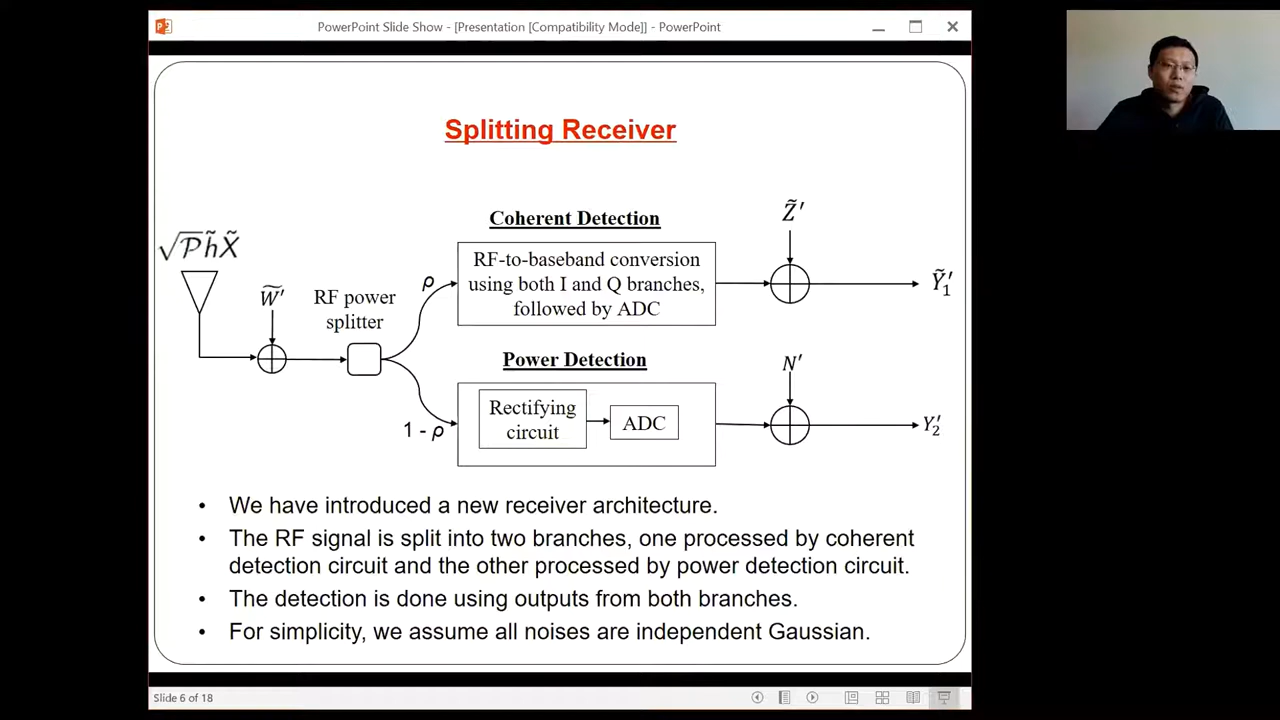 PowerPoint Slide Show - [Presentation [Compatibility Mode]] - PowerPoint
Splitting Receiver
Coherent Detection
Z̃′
√𝒫h̃X̃
RF-to-baseband conversion
using both I and Q branches,
followed by ADC
ρ
Ỹ′₁
W̃′
RF power
splitter
Power Detection
N′
Rectifying
circuit
ADC
1 - ρ
Y′₂
• We have introduced a new receiver architecture.
• The RF signal is split into two branches, one processed by coherent
detection circuit and the other processed by power detection circuit.
• The detection is done using outputs from both branches.
• For simplicity, we assume all noises are independent Gaussian.
Slide 6 of 18